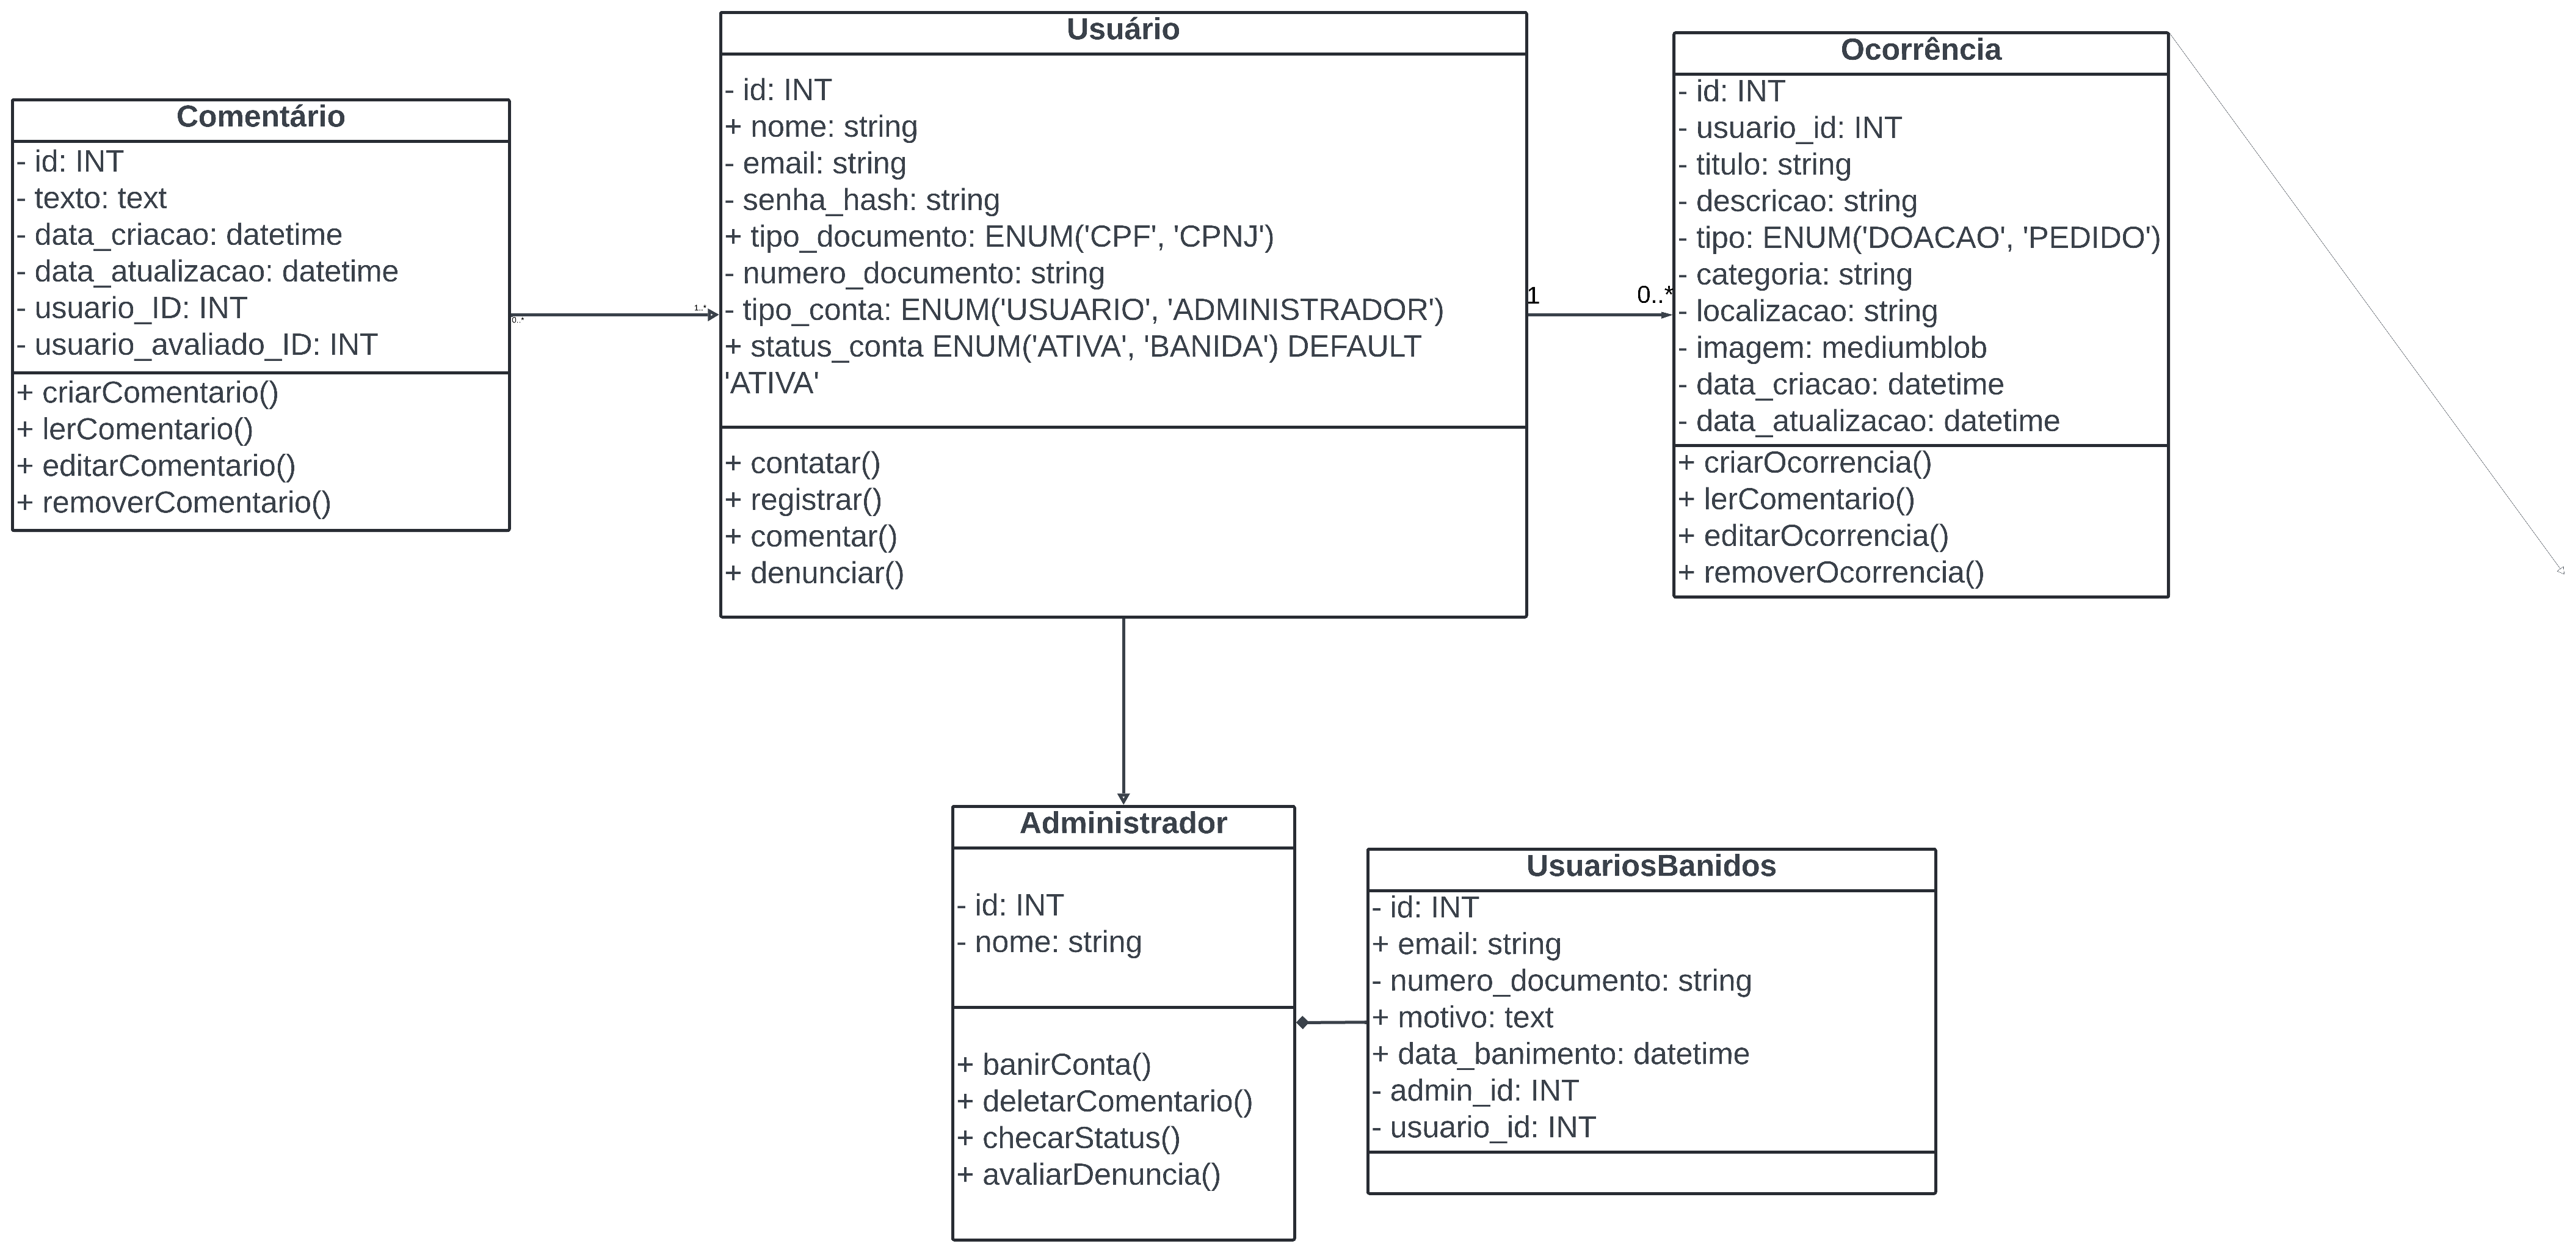 Comentário
- id: INT
- texto: text
- data_criacao: datetime
- data_atualizacao: datetime
- usuario_ID: INT
- usuario_avaliado_ID: INT
+ criarComentario()
+ lerComentario()
+ editarComentario()
+ removerComentario()
0..*
1..*
Usuário
- id: INT
+ nome: string
- email: string
- senha_hash: string
+ tipo_documento: ENUM('CPF', 'CPNJ')
- numero_documento: string
- tipo_conta: ENUM('USUARIO', 'ADMINISTRADOR')
+ status_conta ENUM('ATIVA', 'BANIDA') DEFAULT
'ATIVA'
+ contatar()
+ registrar()
+ comentar()
+ denunciar()
1
0..*
Ocorrência
- id: INT
- usuario_id: INT
- titulo: string
- descricao: string
- tipo: ENUM('DOACAO', 'PEDIDO')
- categoria: string
- localizacao: string
- imagem: mediumblob
- data_criacao: datetime
- data_atualizacao: datetime
+ criarOcorrencia()
+ lerComentario()
+ editarOcorrencia()
+ removerOcorrencia()
Administrador
- id: INT
- nome: string
+ banirConta()
+ deletarComentario()
+ checarStatus()
+ avaliarDenuncia()
UsuariosBanidos
- id: INT
+ email: string
- numero_documento: string
+ motivo: text
+ data_banimento: datetime
- admin_id: INT
- usuario_id: INT